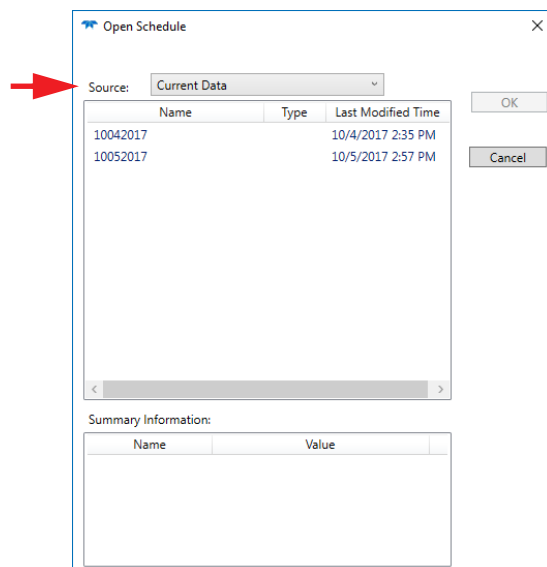 Open Schedule
Source: Current Data
OK
Name Type Last Modified Time
10042017 10/4/2017 2:35 PM
10052017 10/5/2017 2:57 PM
Cancel
Summary Information:
Name Value